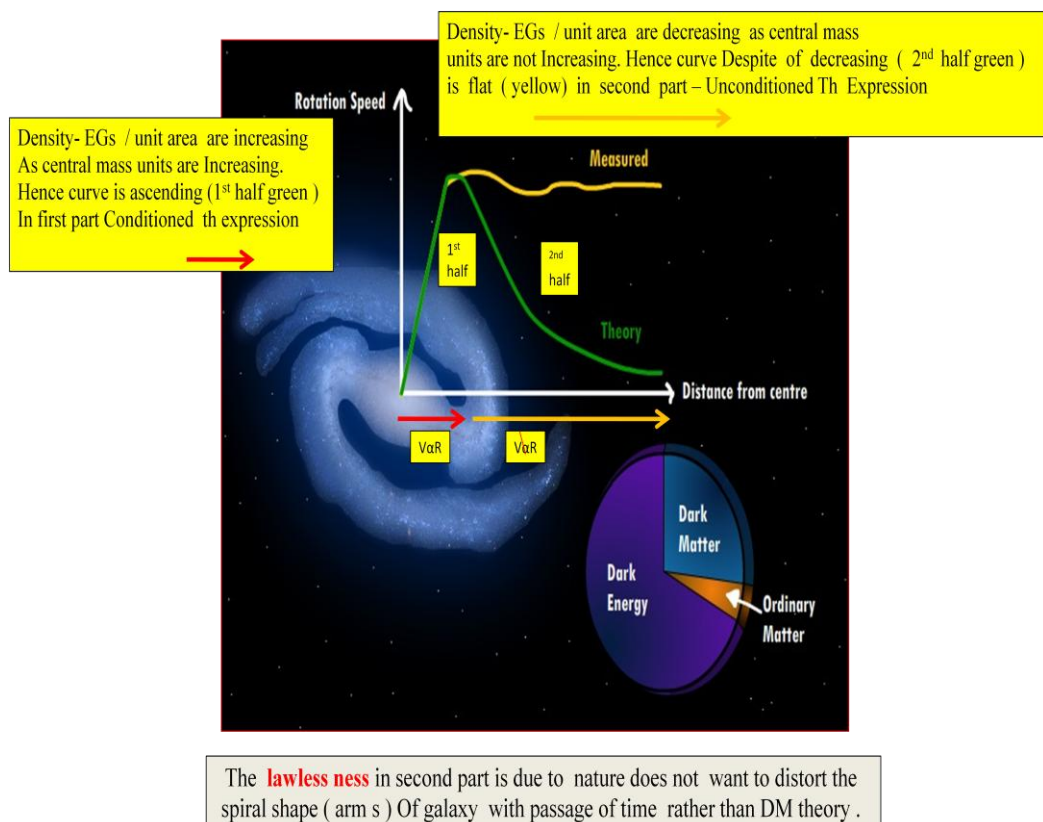 Density- EGs / unit area are decreasing as central mass
units are not Increasing. Hence curve Despite of decreasing ( 2nd half green )
is flat ( yellow) in second part – Unconditioned Th Expression
Density- EGs / unit area are increasing
As central mass units are Increasing.
Hence curve is ascending (1st half green )
In first part Conditioned th expression
Rotation Speed
Measured
1st
half
2nd
half
Theory
Distance from centre
VαR
VαR
Dark
Matter
Dark
Energy
Ordinary
Matter
The lawless ness in second part is due to nature does not want to distort the
spiral shape ( arm s ) Of galaxy with passage of time rather than DM theory .